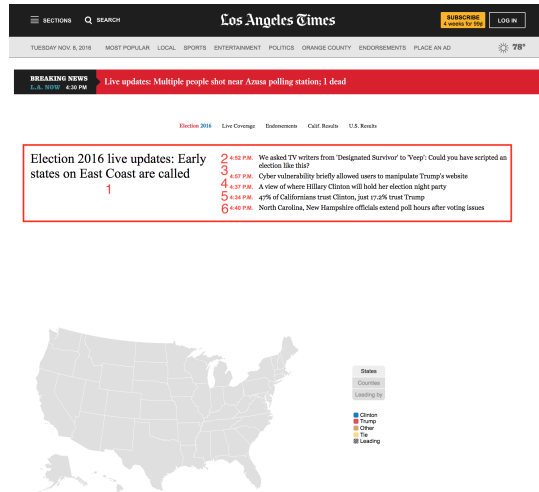 SECTIONS
SEARCH
Los Angeles Times
SUBSCRIBE
4 weeks for 99¢
LOG IN
TUESDAY NOV. 8, 2016
MOST POPULAR LOCAL SPORTS ENTERTAINMENT POLITICS ORANGE COUNTY ENDORSEMENTS PLACE AN AD
78°
BREAKING NEWS
L.A. NOW 4:30 PM
Live updates: Multiple people shot near Azusa polling station; 1 dead
Election 2016 Live Coverage Endorsements Calif. Results U.S. Results
Election 2016 live updates: Early
states on East Coast are called
1
2 4:52 P.M. We asked TV writers from 'Designated Survivor' to 'Veep': Could you have scripted an
election like this?
3 4:57 P.M. Cyber vulnerability briefly allowed users to manipulate Trump's website
4 4:37 P.M. A view of where Hillary Clinton will hold her election night party
5 4:34 P.M. 47% of Californians trust Clinton, just 17.2% trust Trump
6 4:40 P.M. North Carolina, New Hampshire officials extend poll hours after voting issues
States
Counties
Leading by
Clinton
Trump
Other
Tie
Leading